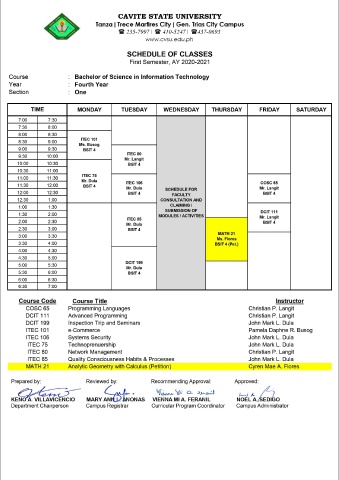 CAVITE STATE UNIVERSITY
Tanza | Trece Martires City | Gen. Trias City Campus
☎ 235-7997 | ☎ 410-5247 | ☎ 437-0693
www.cvsu.edu.ph
SCHEDULE OF CLASSES
First Semester, AY 2020-2021
Course : Bachelor of Science in Information Technology
Year : Fourth Year
Section : One
TIME MONDAY TUESDAY WEDNESDAY THURSDAY FRIDAY SATURDAY
7:00 7:30
7:30 8:00
8:00 8:30
8:30 9:00
9:00 9:30
9:30 10:00
10:00 10:30
10:30 11:00
11:00 11:30
11:30 12:00
12:00 12:30
12:30 1:00
1:00 1:30
1:30 2:00
2:00 2:30
2:30 3:00
3:00 3:30
3:30 4:00
4:00 4:30
4:30 5:00
5:00 5:30
5:30 6:00
6:00 6:30
6:30 7:00
ITEC 101
Ms. Busog
BSIT 4
ITEC 75
Mr. Dula
BSIT 4
ITEC 80
Mr. Langit
BSIT 4
ITEC 106
Mr. Dula
BSIT 4
ITEC 85
Mr. Dula
BSIT 4
DCIT 199
Mr. Dula
BSIT 4
SCHEDULE FOR
FACULTY
CONSULTATION AND
CLAIMING /
SUBMISSION OF
MODULES / ACTIVITIES
MATH 21
Ms. Flores
BSIT 4 (Pet.)
COSC 65
Mr. Langit
BSIT 4
DCIT 111
Mr. Langit
BSIT 4
Course Code Course Title Instructor
COSC 65 Programming Languages Christian P. Langit
DCIT 111 Advanced Programming Christian P. Langit
DCIT 199 Inspection Trip and Seminars John Mark L. Dula
ITEC 101 e-Commerce Pamela Daphne R. Busog
ITEC 106 Systems Security John Mark L. Dula
ITEC 75 Technopreneurship John Mark L. Dula
ITEC 80 Network Management Christian P. Langit
ITEC 85 Quality Consciousness Habits & Processes John Mark L. Dula
MATH 21 Analytic Geometry with Calculus (Petition) Cyren Mae A. Flores
Prepared by: Reviewed by: Recommending Approval: Approved:
KENO A. VILLAVICENCIO MARY ANN ANONAS VIENNA MI A. FERANIL NOEL A. SEDIGO
Department Chairperson Campus Registrar Curricular Program Coordinator Campus Administrator